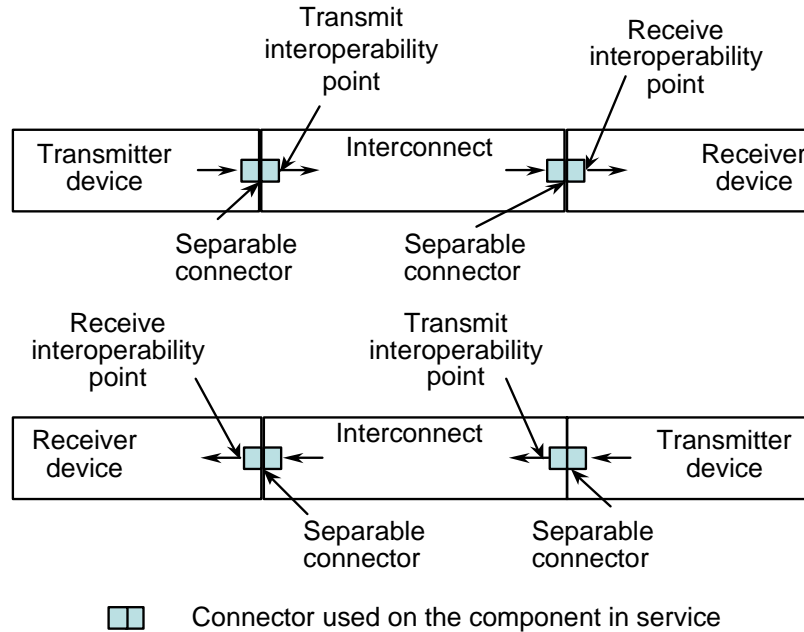 Transmit
interoperability
point
Receive
interoperability
point
Transmitter
device
Interconnect
Receiver
device
Separable
connector
Separable
connector
Receive
interoperability
point
Transmit
interoperability
point
Receiver
device
Interconnect
Transmitter
device
Separable
connector
Separable
connector
Connector used on the component in service